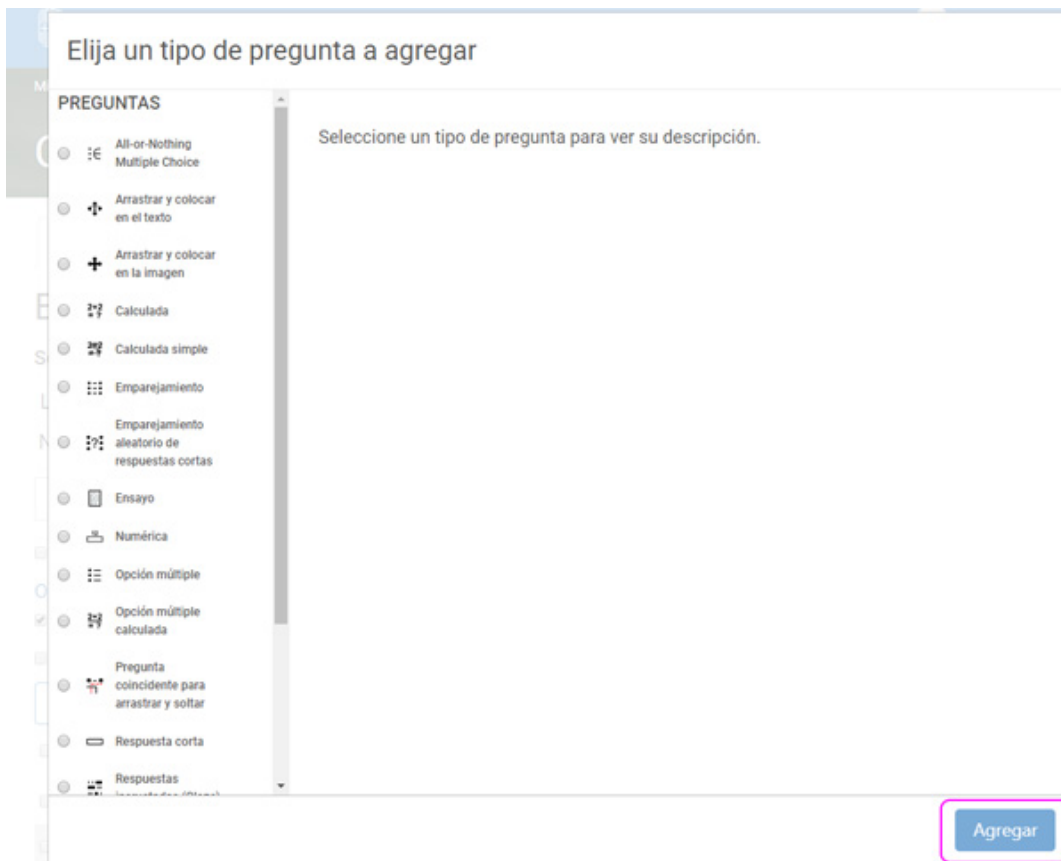 Elija un tipo de pregunta a agregar
PREGUNTAS
All-or-Nothing
Multiple Choice
Arrastrar y colocar
en el texto
Arrastrar y colocar
en la imagen
Calculada
Calculada simple
Emparejamiento
Emparejamiento
aleatorio de
respuestas cortas
Ensayo
Numérica
Opción múltiple
Opción múltiple
calculada
Pregunta
coincidente para
arrastrar y soltar
Respuesta corta
Respuestas
Seleccione un tipo de pregunta para ver su descripción.
Agregar